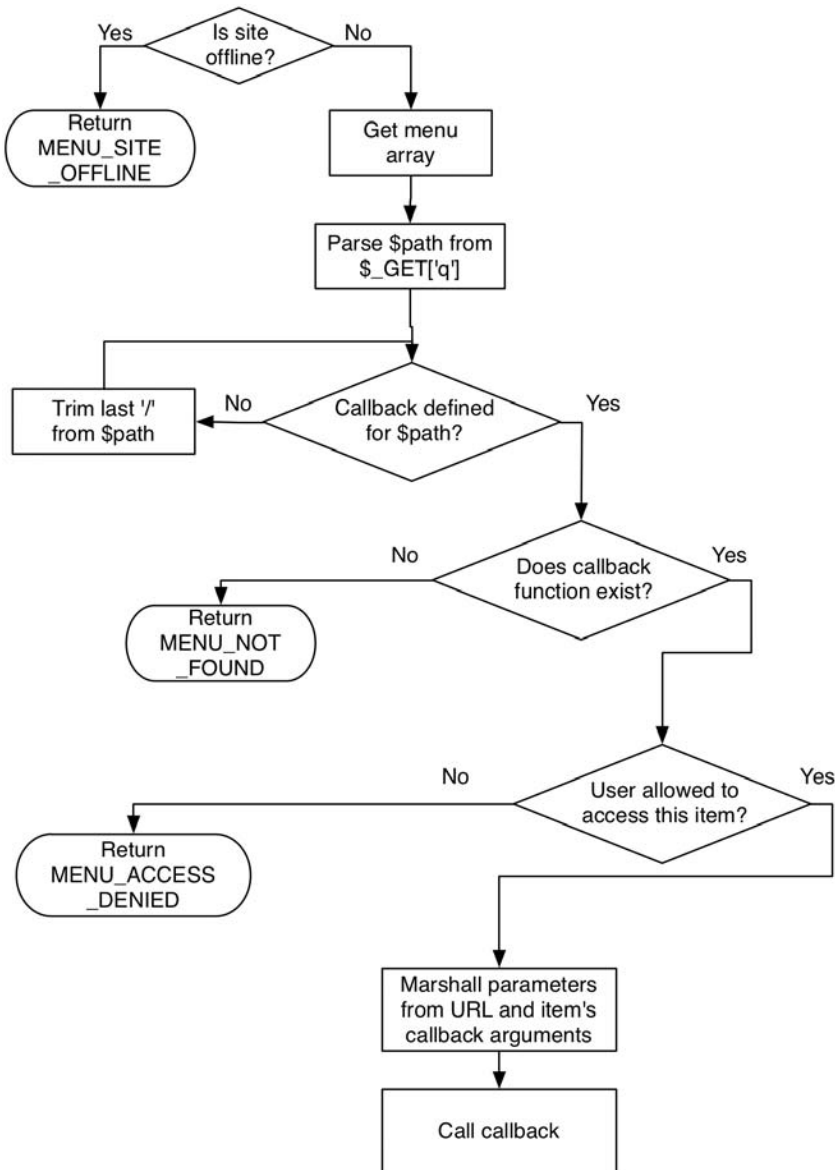 Yes
Is site
offline?
No
Return
MENU_SITE
_OFFLINE
Get menu
array
Parse $path from
$_GET['q']
Trim last '/'
from $path
No
Callback defined
for $path?
Yes
No
Does callback
function exist?
Yes
Return
MENU_NOT
_FOUND
No
User allowed to
access this item?
Yes
Return
MENU_ACCESS
_DENIED
Marshall parameters
from URL and item's
callback arguments
Call callback